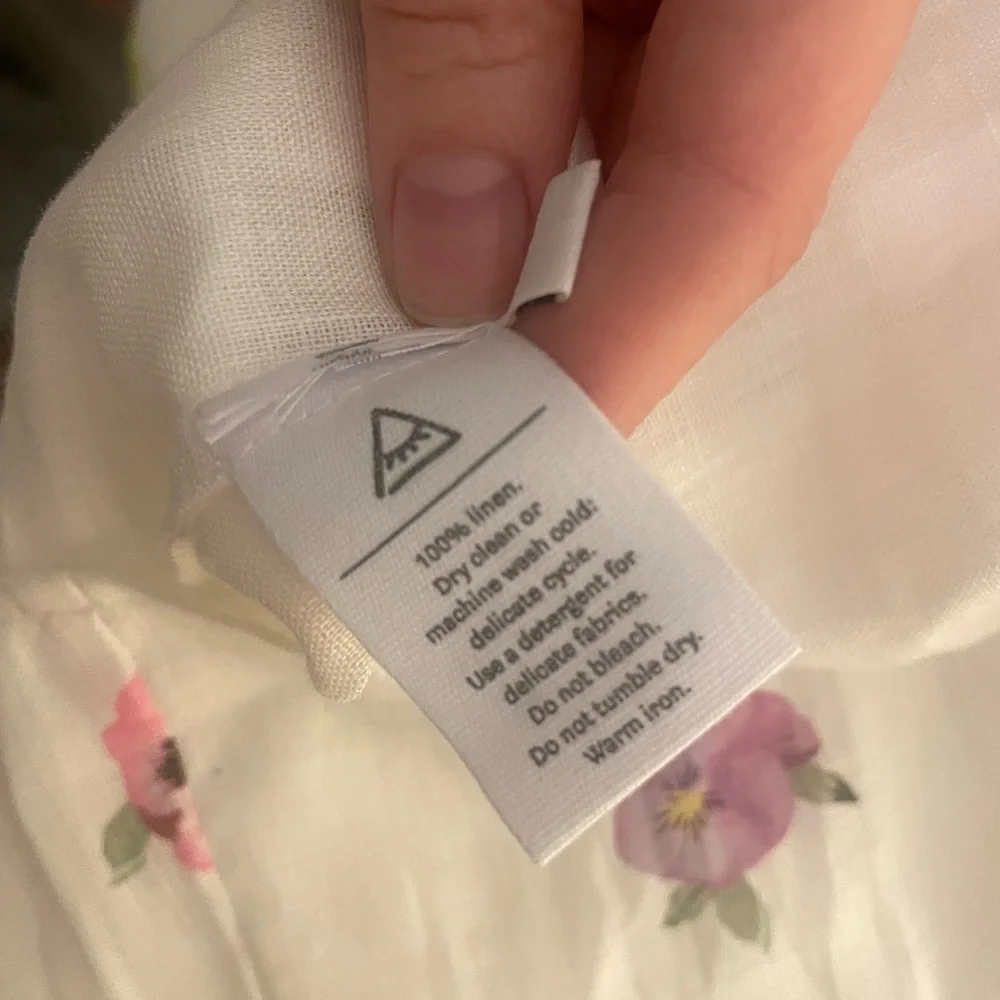 100% linen.
Dry clean or
machine wash cold:
delicate cycle.
Use a detergent for
delicate fabrics.
Do not bleach.
Do not tumble dry.
Warm iron.